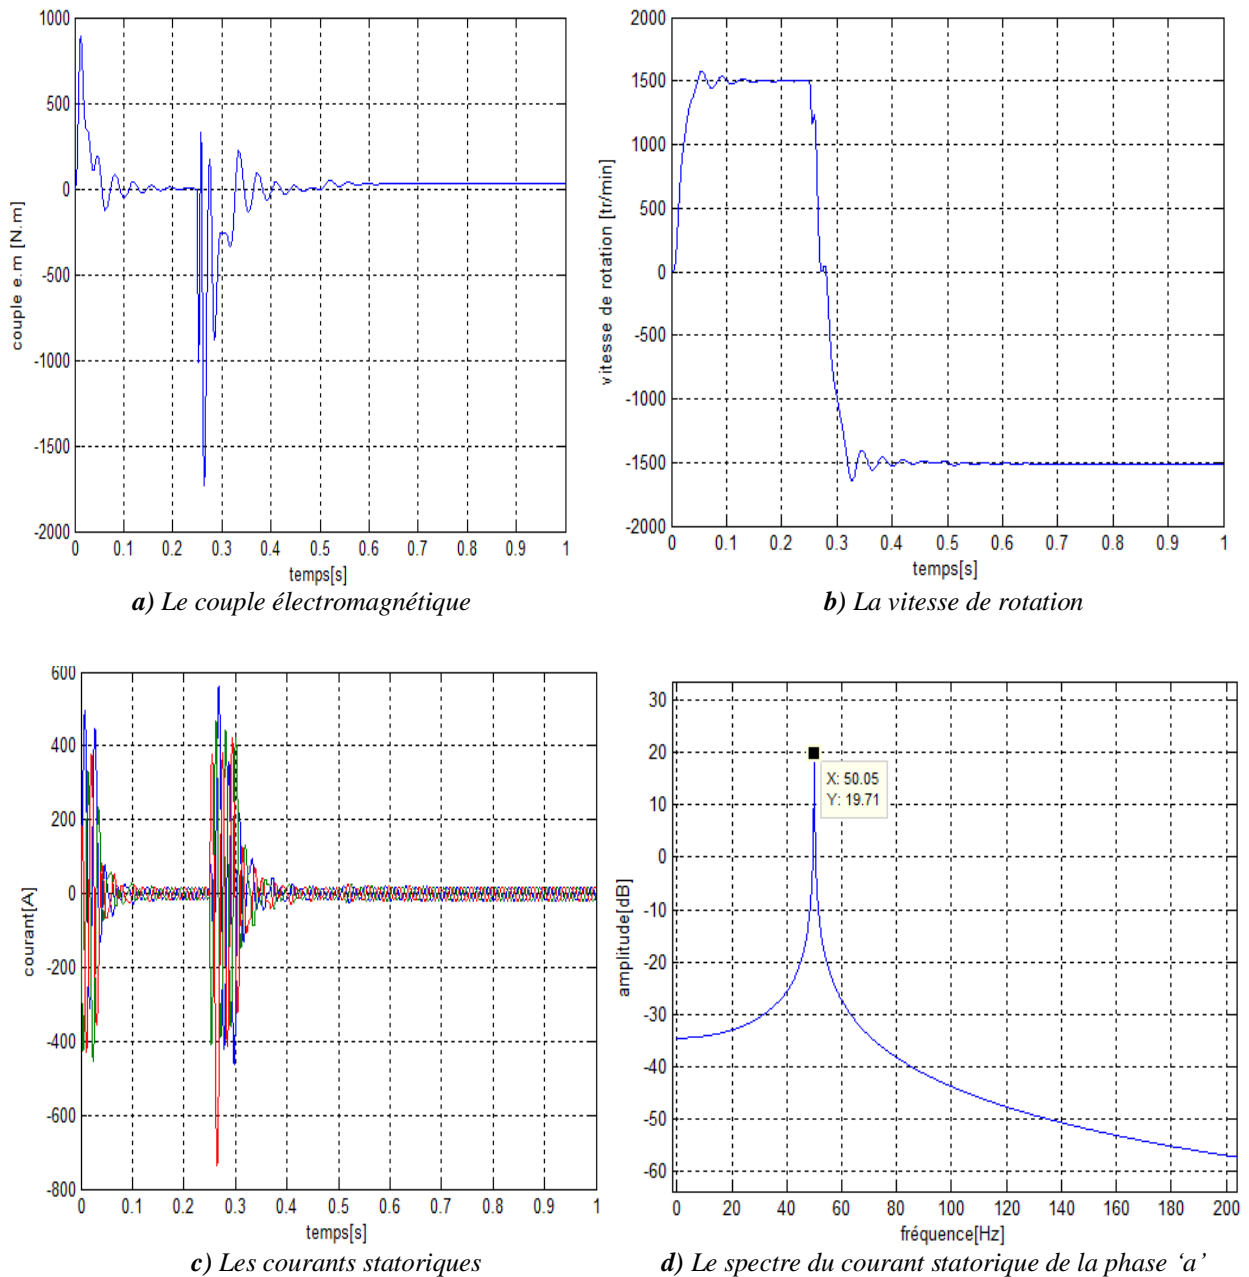 1000
500
0
-500
-1000
-1500
-2000
couple e.m [N.m]
0 0.1 0.2 0.3 0.4 0.5 0.6 0.7 0.8 0.9 1
temps[s]
a) Le couple électromagnétique
2000
1500
1000
500
0
-500
-1000
-1500
-2000
vitesse de rotation [tr/min]
0 0.1 0.2 0.3 0.4 0.5 0.6 0.7 0.8 0.9 1
temps[s]
b) La vitesse de rotation
600
400
200
0
-200
-400
-600
-800
courant[A]
0 0.1 0.2 0.3 0.4 0.5 0.6 0.7 0.8 0.9 1
temps[s]
c) Les courants statoriques
30
20
10
0
-10
-20
-30
-40
-50
-60
amplitude[dB]
X: 50.05
Y: 19.71
0 20 40 60 80 100 120 140 160 180 200
fréquence[Hz]
d) Le spectre du courant statorique de la phase ‘a’